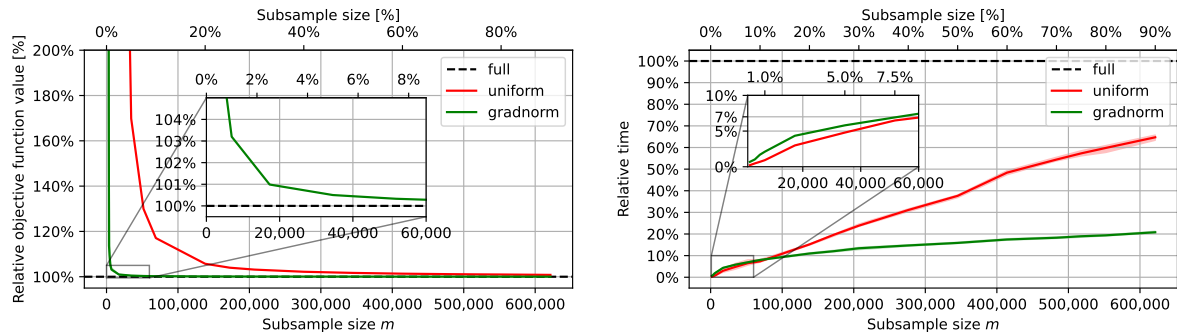 Subsample size [%]
0% 20% 40% 60% 80%
Relative objective function value [%]
200%
180%
160%
140%
120%
100%
full
uniform
gradnorm
0% 2% 4% 6% 8%
104%
103%
102%
101%
100%
0 20,000 40,000 60,000
0 100,000 200,000 300,000 400,000 500,000 600,000
Subsample size m
Subsample size [%]
0% 10% 20% 30% 40% 50% 60% 70% 80% 90%
Relative time
100%
90%
80%
70%
60%
50%
40%
30%
20%
10%
0%
full
uniform
gradnorm
1.0% 5.0% 7.5%
10%
7%
5%
0%
20,000 40,000 60,000
0 100,000 200,000 300,000 400,000 500,000 600,000
Subsample size m